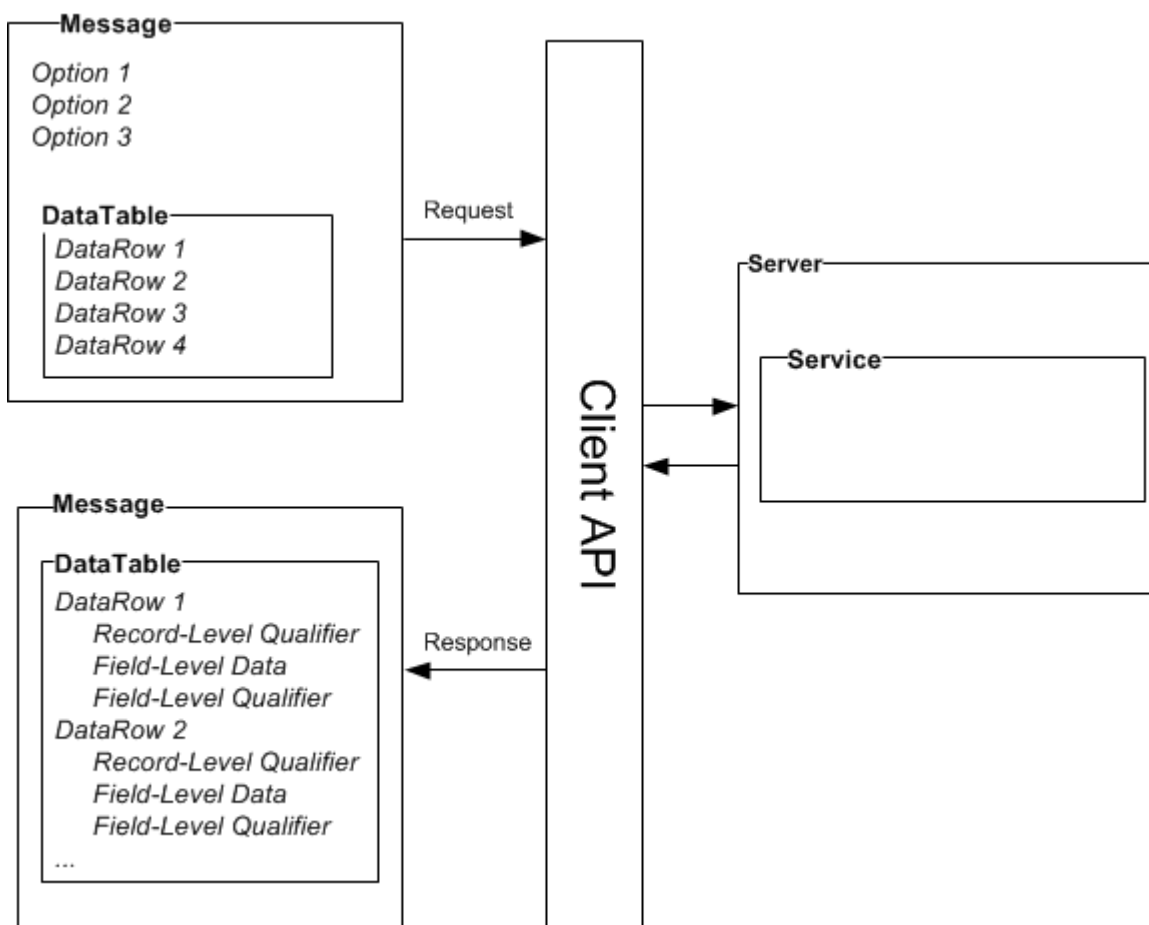 Message
Option 1
Option 2
Option 3
DataTable
DataRow 1
DataRow 2
DataRow 3
DataRow 4
Request
Client API
Server
Service
Message
DataTable
DataRow 1
Record-Level Qualifier
Field-Level Data
Field-Level Qualifier
DataRow 2
Record-Level Qualifier
Field-Level Data
Field-Level Qualifier
...
Response